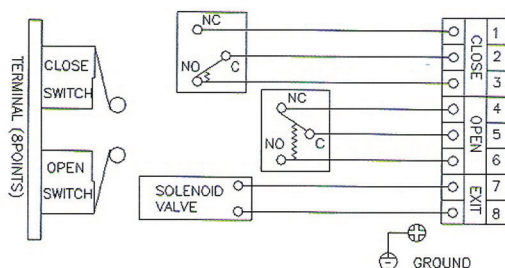 TERMINAL (8POINTS)
CLOSE
SWITCH
OPEN
SWITCH
NC
NO
C
NC
NO
C
SOLENOID
VALVE
CLOSE
OPEN
EXIT
1
2
3
4
5
6
7
8
GROUND